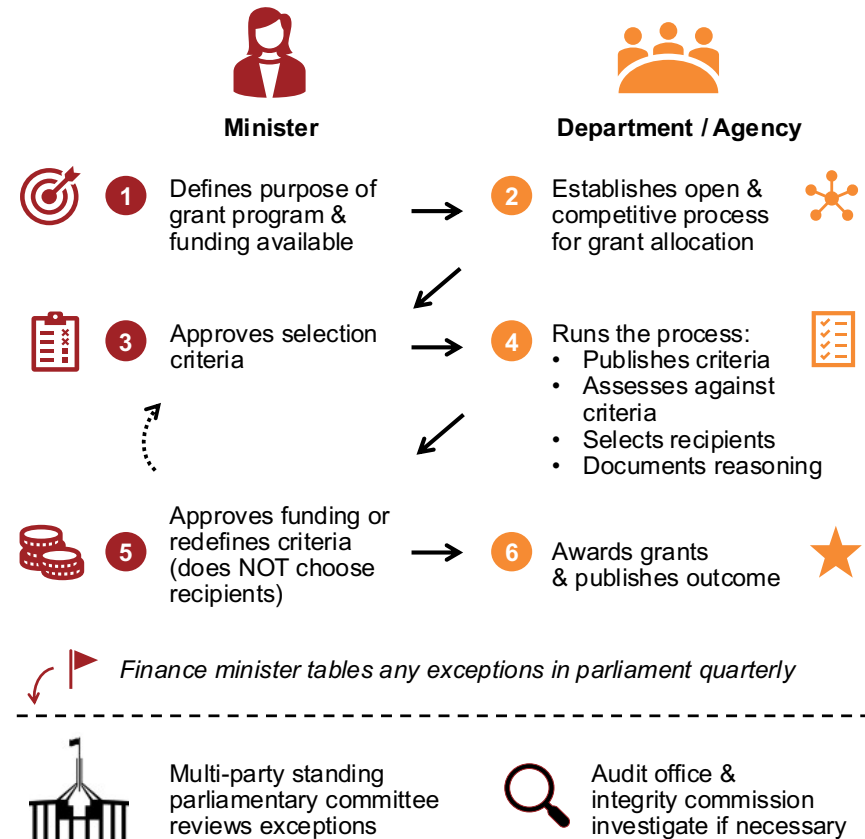 Minister
Department / Agency
1
Defines purpose of
grant program &
funding available
2
Establishes open &
competitive process
for grant allocation
3
Approves selection
criteria
4
Runs the process:
• Publishes criteria
• Assesses against
criteria
• Selects recipients
• Documents reasoning
5
Approves funding or
redefines criteria
(does NOT choose
recipients)
6
Awards grants
& publishes outcome
Finance minister tables any exceptions in parliament quarterly
Multi-party standing
parliamentary committee
reviews exceptions
Audit office &
integrity commission
investigate if necessary